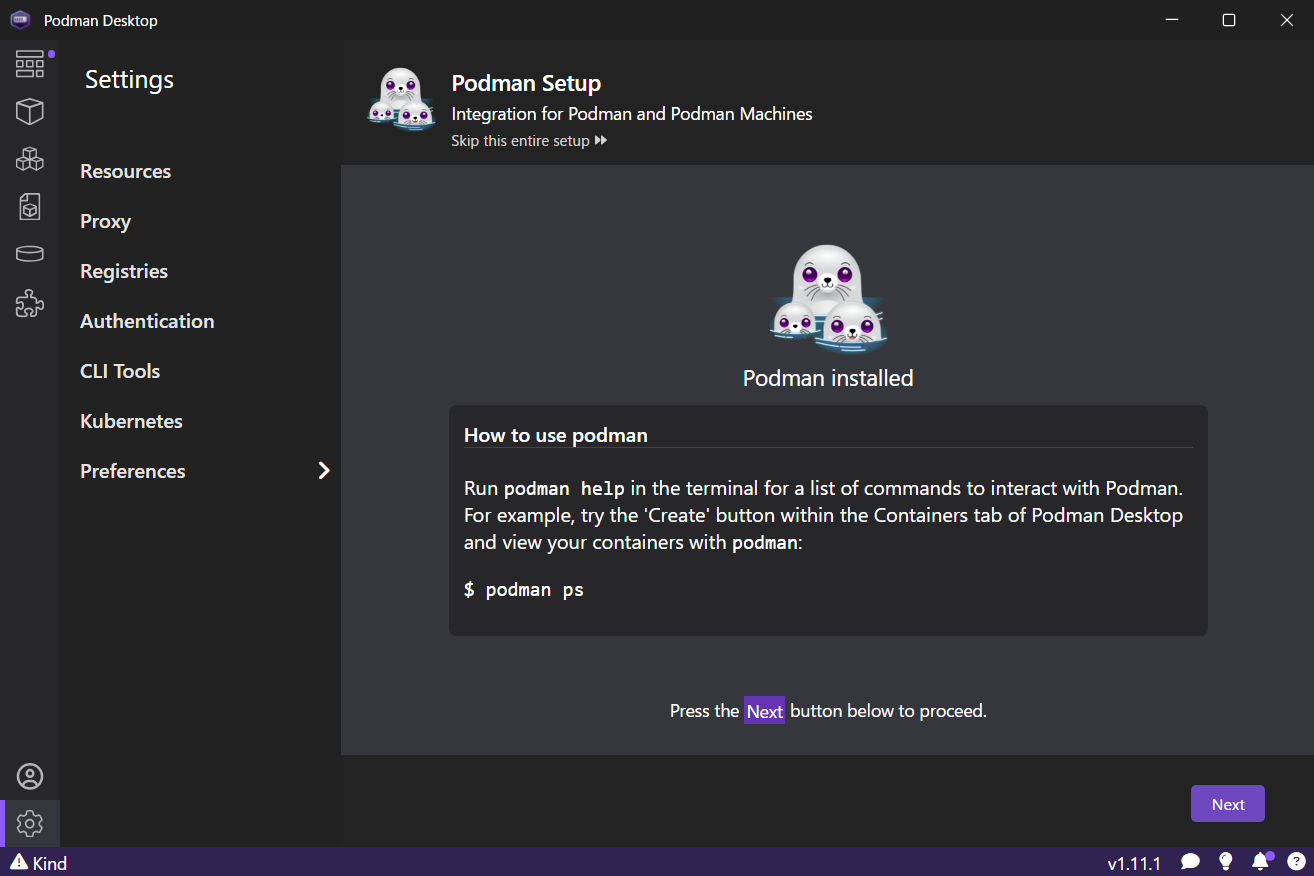 Podman Desktop
Settings
Resources
Proxy
Registries
Authentication
CLI Tools
Kubernetes
Preferences
Podman Setup
Integration for Podman and Podman Machines
Skip this entire setup
Podman installed
How to use podman
Run podman help in the terminal for a list of commands to interact with Podman.
For example, try the 'Create' button within the Containers tab of Podman Desktop
and view your containers with podman:
$ podman ps
Press the Next button below to proceed.
Next
Kind
v1.11.1